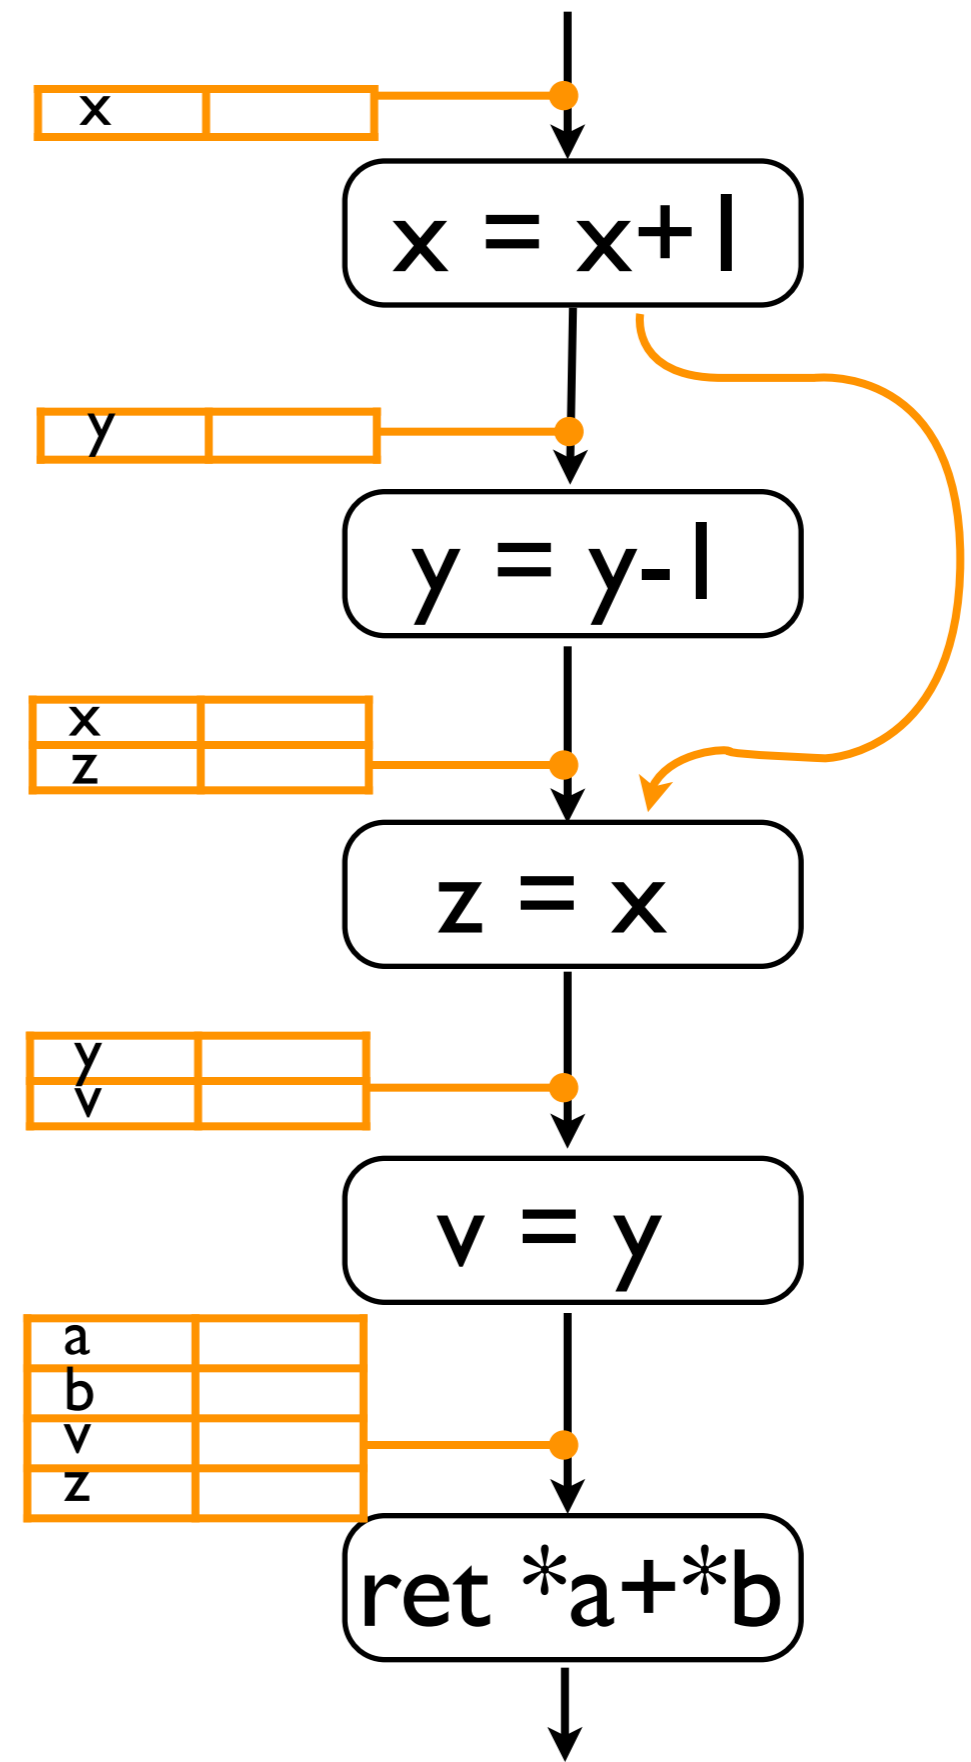 x
x = x+1
y
y = y-1
x
z
z = x
y
v
v = y
a
b
v
z
ret *a+*b